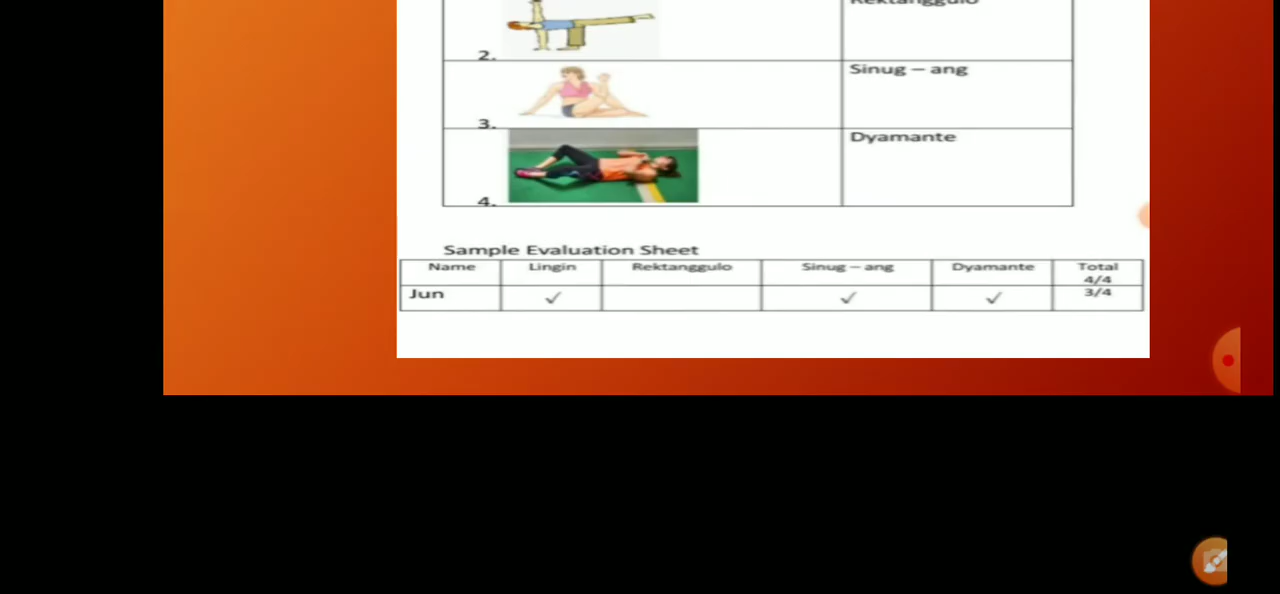 Rektanggulo
2.
Sinug – ang
3.
Dyamante
4.
Sample Evaluation Sheet
Name Lingin Rektanggulo Sinug – ang Dyamante Total
4/4
Jun ✓ ✓ ✓ 3/4